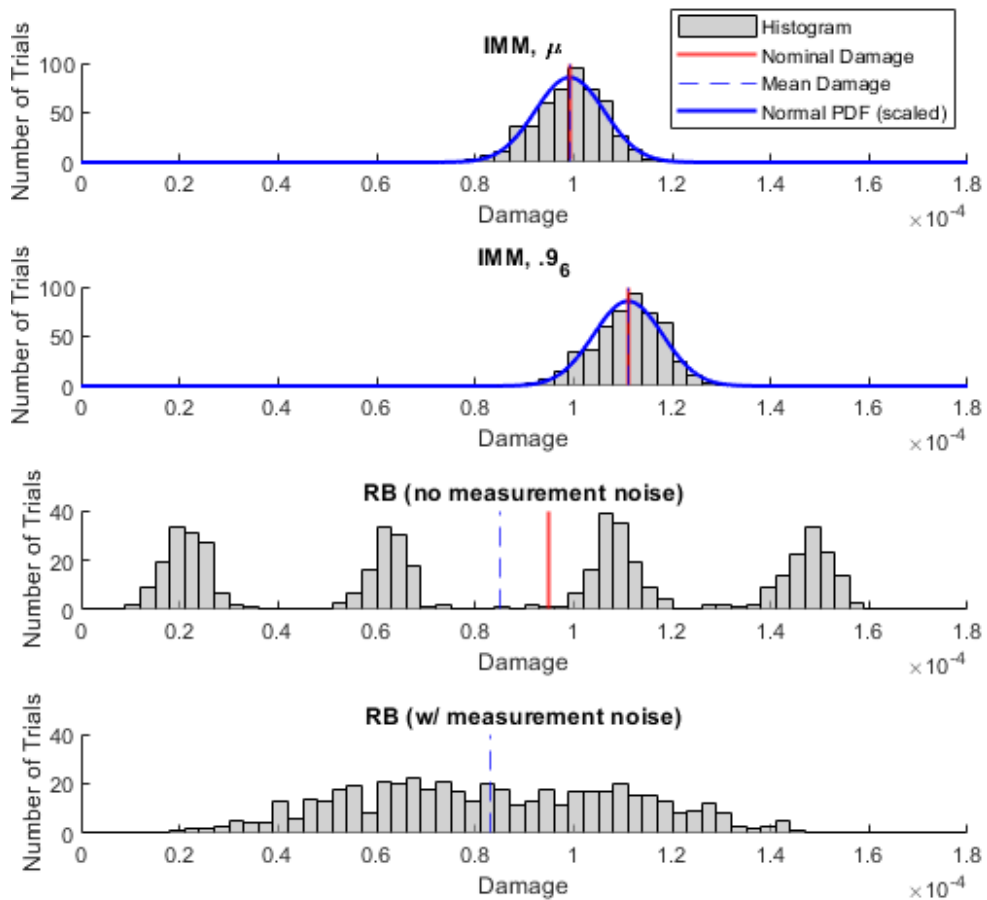 IMM, μ
Histogram
Nominal Damage
Mean Damage
Normal PDF (scaled)
Number of Trials
100
50
0
0 0.2 0.4 0.6 0.8 1 1.2 1.4 1.6 1.8
Damage
×10-4
IMM, .96
Number of Trials
100
50
0
0 0.2 0.4 0.6 0.8 1 1.2 1.4 1.6 1.8
Damage
×10-4
RB (no measurement noise)
Number of Trials
40
20
0
0 0.2 0.4 0.6 0.8 1 1.2 1.4 1.6 1.8
Damage
×10-4
RB (w/ measurement noise)
Number of Trials
40
20
0
0 0.2 0.4 0.6 0.8 1 1.2 1.4 1.6 1.8
Damage
×10-4